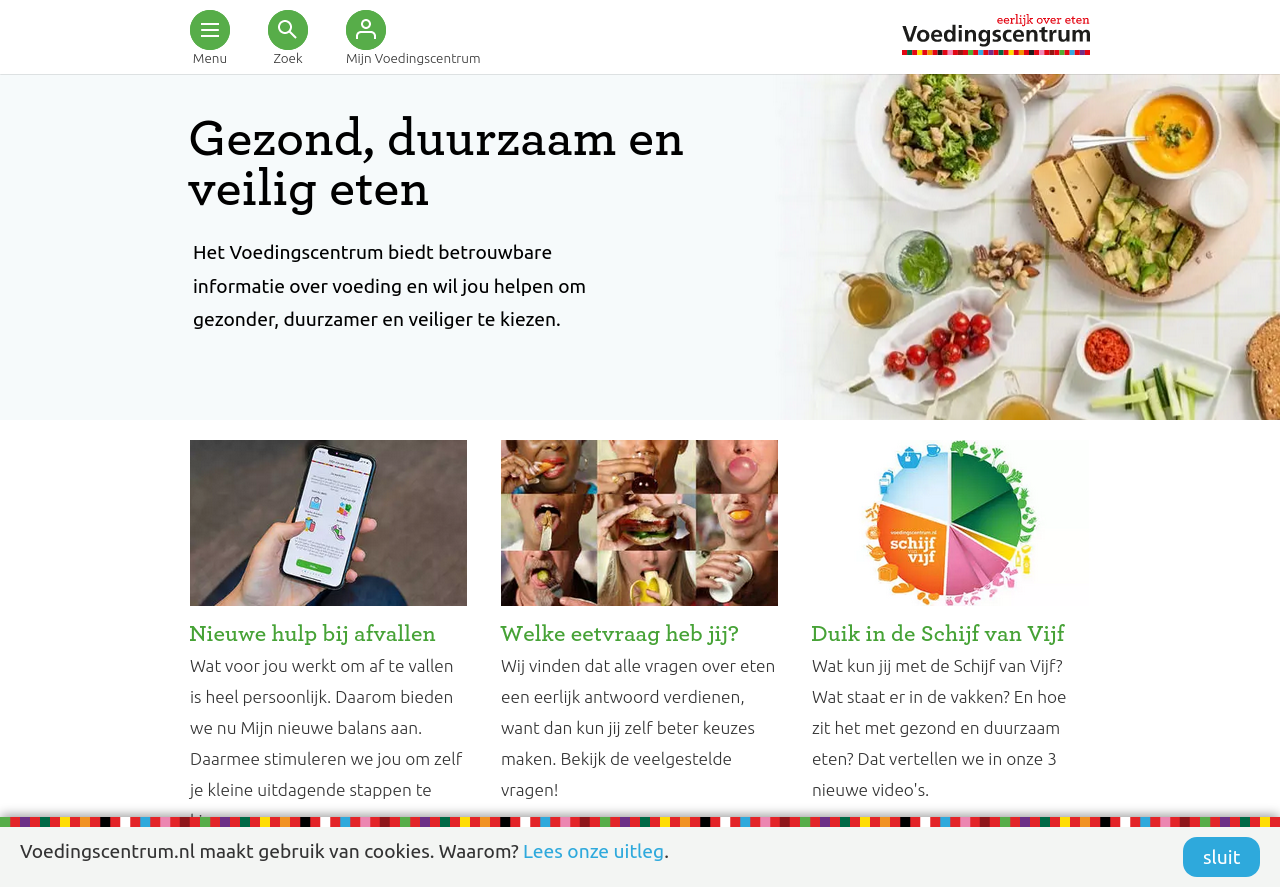 Menu
Zoek
Mijn Voedingscentrum
eerlijk over eten
Voedingscentrum
Gezond, duurzaam en
veilig eten
Het Voedingscentrum biedt betrouwbare
informatie over voeding en wil jou helpen om
gezonder, duurzamer en veiliger te kiezen.
voedingscentrum.nl
schijf
van
vijf
Nieuwe hulp bij afvallen
Wat voor jou werkt om af te vallen
is heel persoonlijk. Daarom bieden
we nu Mijn nieuwe balans aan.
Daarmee stimuleren we jou om zelf
je kleine uitdagende stappen te
Welke eetvraag heb jij?
Wij vinden dat alle vragen over eten
een eerlijk antwoord verdienen,
want dan kun jij zelf beter keuzes
maken. Bekijk de veelgestelde
vragen!
Duik in de Schijf van Vijf
Wat kun jij met de Schijf van Vijf?
Wat staat er in de vakken? En hoe
zit het met gezond en duurzaam
eten? Dat vertellen we in onze 3
nieuwe video's.
Voedingscentrum.nl maakt gebruik van cookies. Waarom? Lees onze uitleg.
sluit